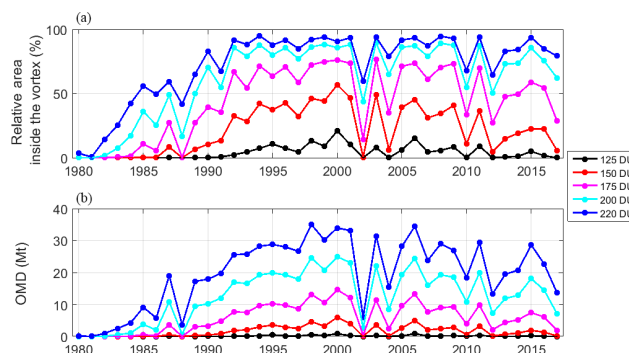 (a)
Relative area
inside the vortex (%)
100
50
0
1980 1985 1990 1995 2000 2005 2010 2015
125 DU
150 DU
175 DU
200 DU
220 DU
(b)
OMD (Mt)
40
30
20
10
0
1980 1985 1990 1995 2000 2005 2010 2015